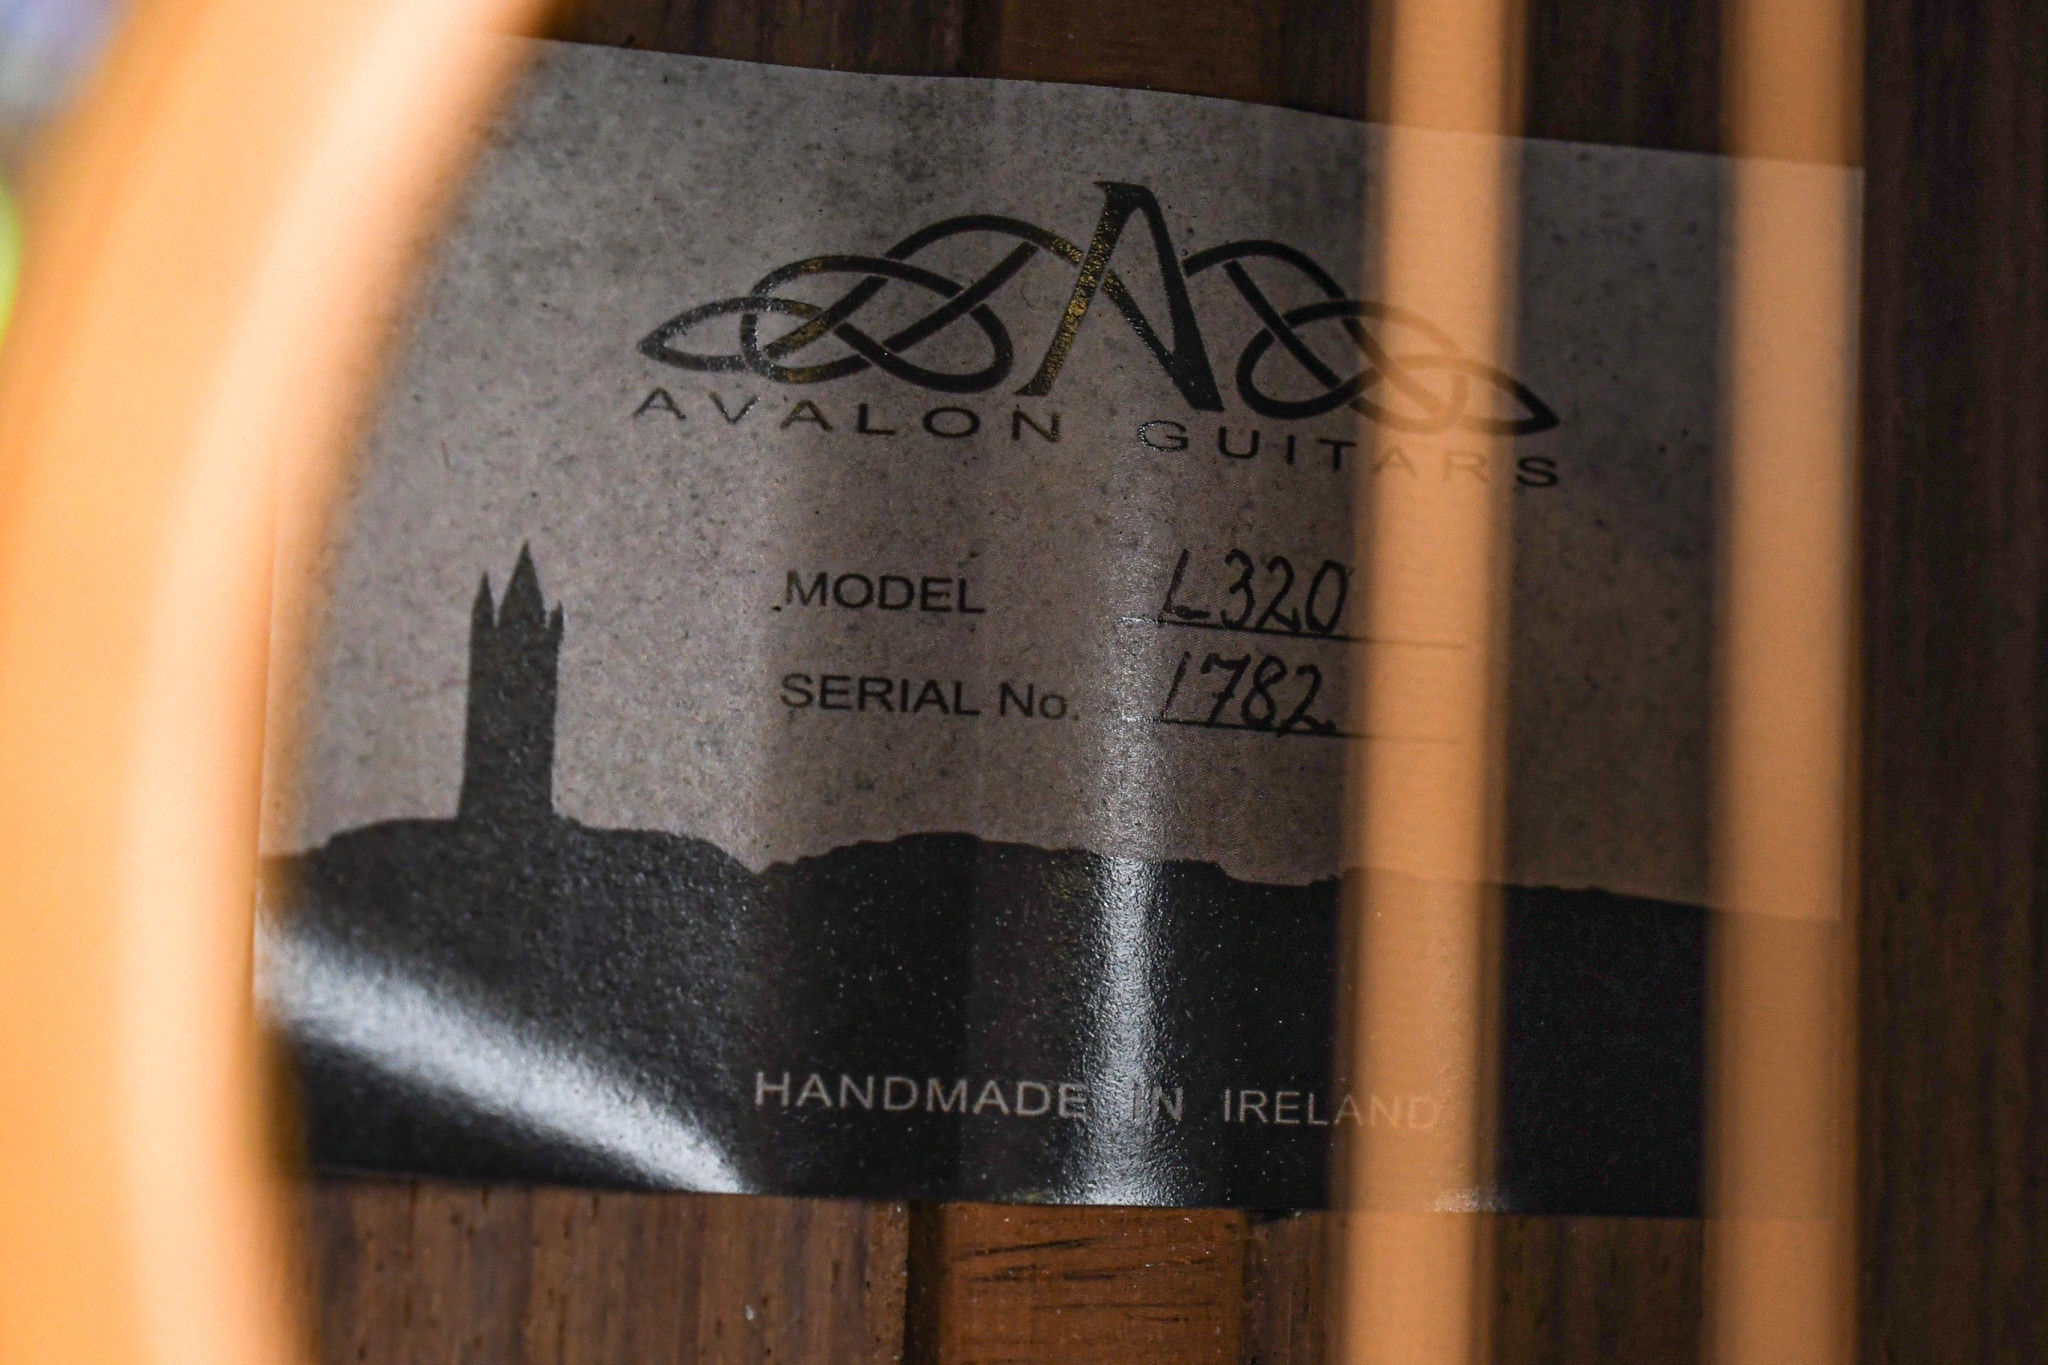 AVALON GUITARS
MODEL L320
SERIAL No. 1782
HANDMADE IN IRELAND